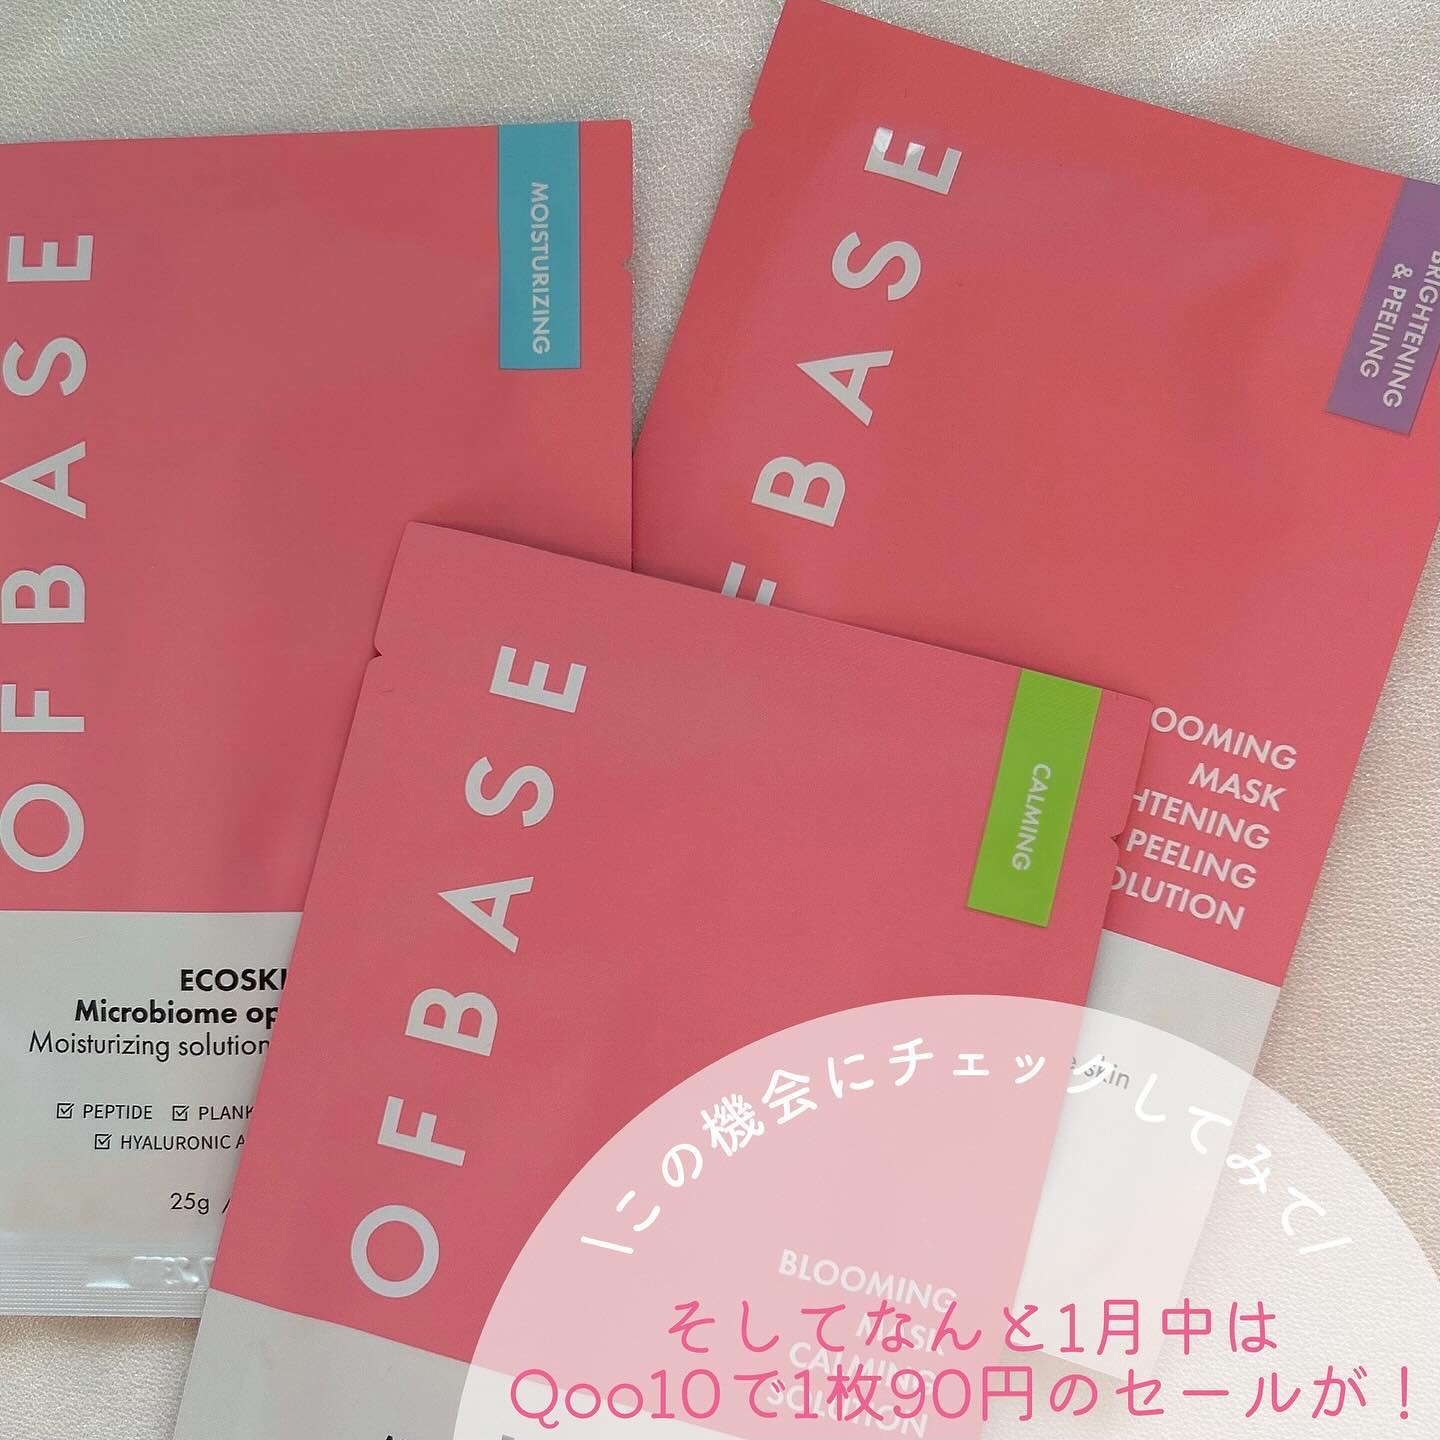 OFBASE
MOISTURIZING
ECOSKI
Microbiome op
Moisturizing solution
☑ PEPTIDE ☑ PLANK
☑ HYALURONIC A
25g /
BASE
BRIGHTENING
& PEELING
OOMING
MASK
HTENING
PEELING
OLUTION
skin
OFBASE
CALMING
BLOOMING
MASK
CALMING
SOLUTION
\この機会にチェックしてみて/
そしてなんと1月中は
Qoo10で1枚90円のセールが！